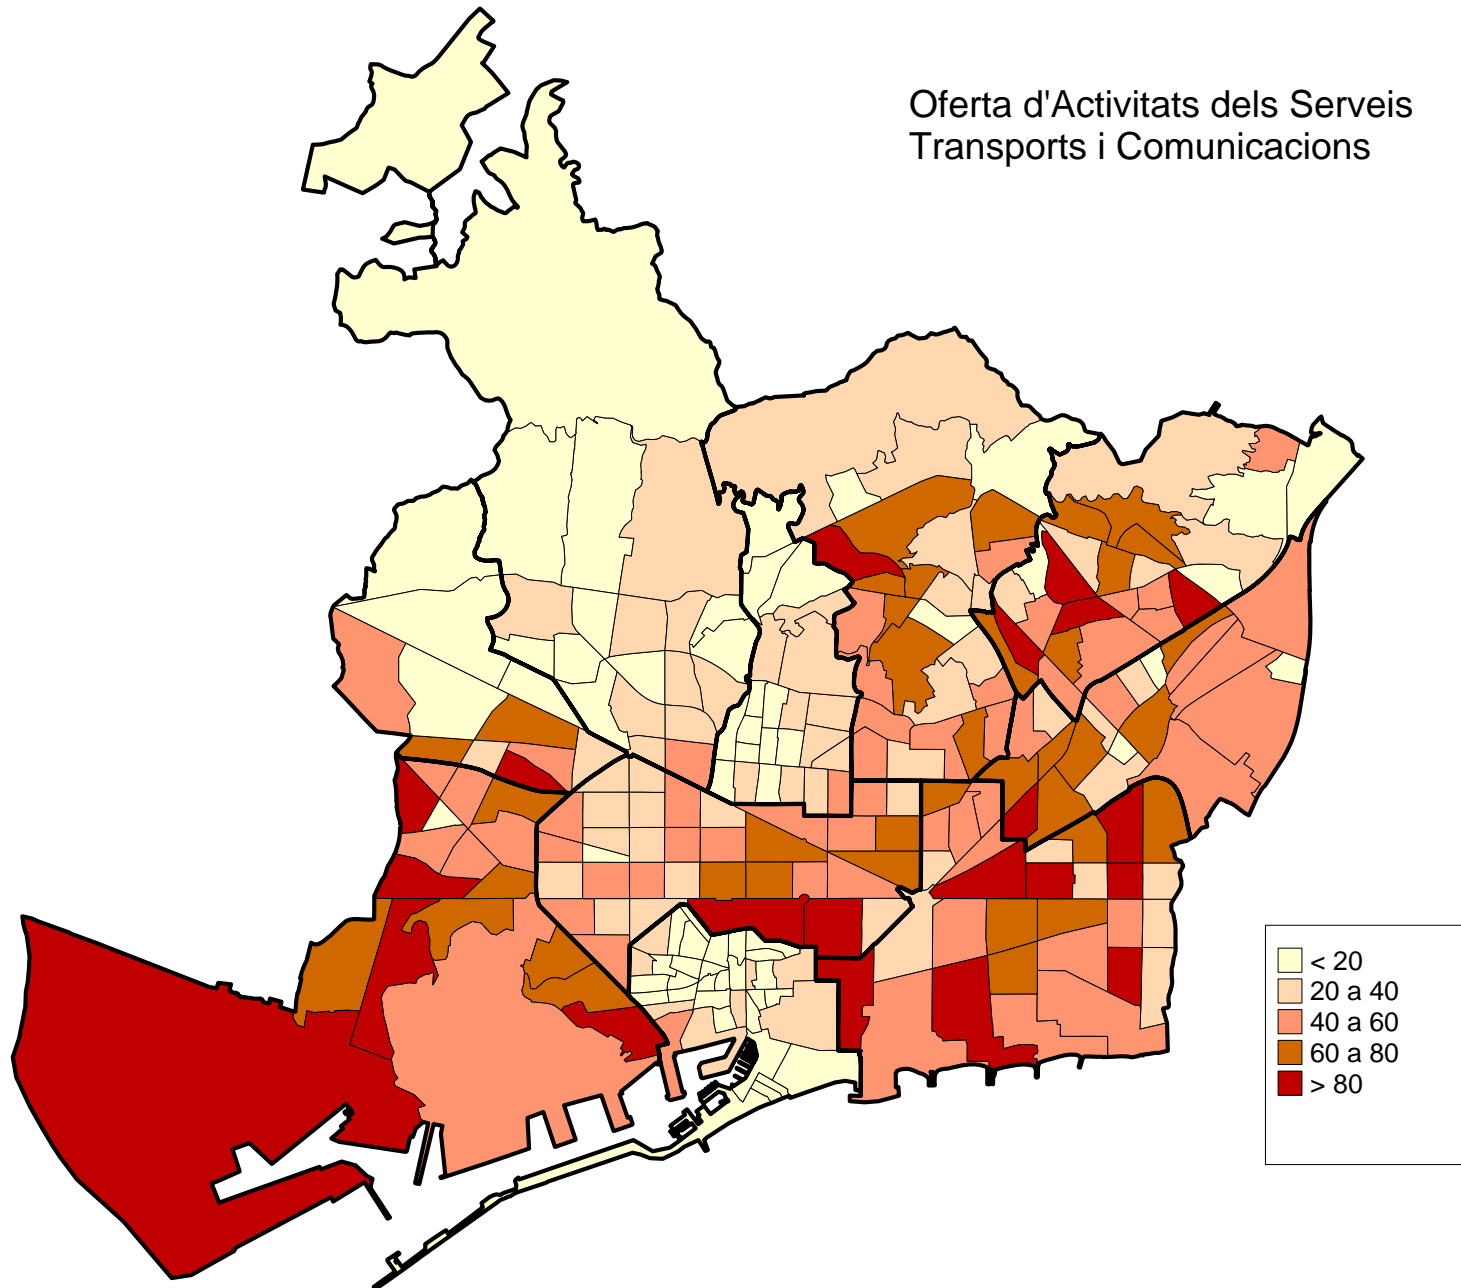 Oferta d'Activitats dels Serveis
Transports i Comunicacions
< 20
20 a 40
40 a 60
60 a 80
> 80